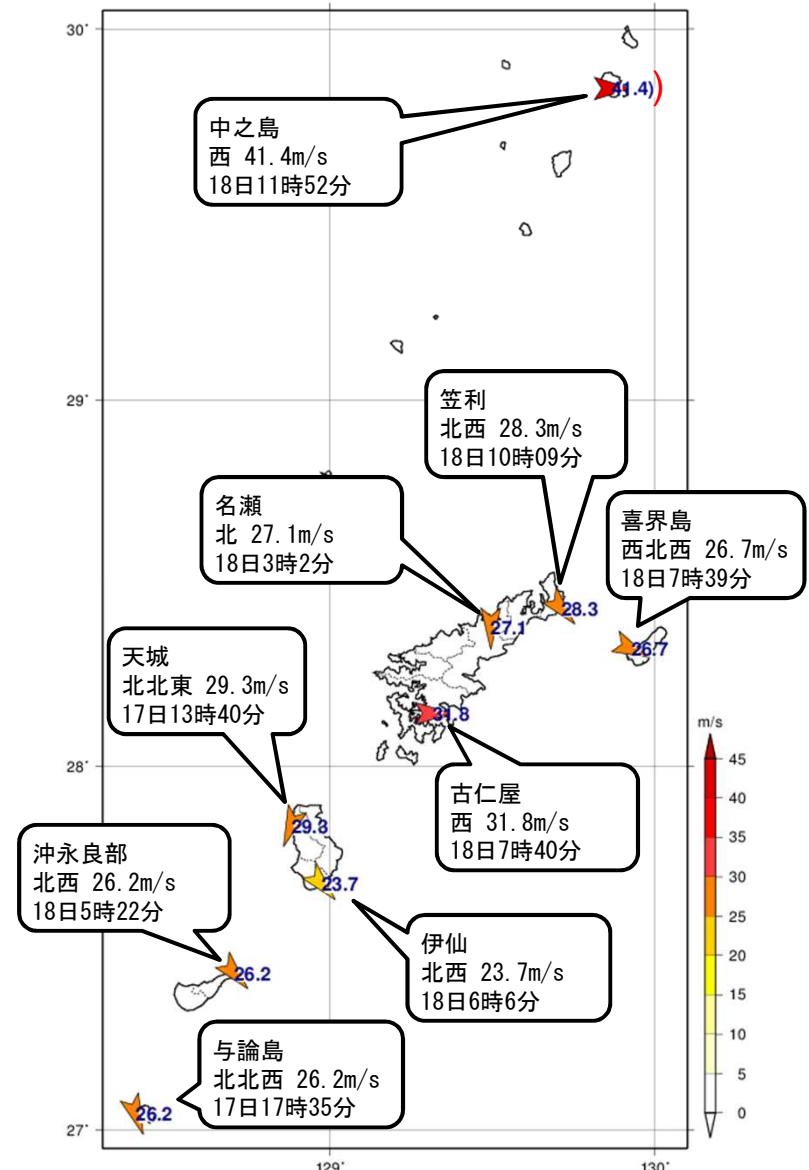 30°
41.4)
)
中之島
西 41.4m/s
18日11時52分
29°
笠利
北西 28.3m/s
18日10時09分
名瀬
北 27.1m/s
18日3時2分
喜界島
西北西 26.7m/s
18日7時39分
28.3
27.1
26.7
天城
北北東 29.3m/s
17日13時40分
31.8
m/s
45
40
35
30
25
20
15
10
5
0
28°
古仁屋
西 31.8m/s
18日7時40分
29.3
沖永良部
北西 26.2m/s
18日5時22分
23.7
伊仙
北西 23.7m/s
18日6時6分
26.2
与論島
北北西 26.2m/s
17日17時35分
26.2
27°
129°
130°